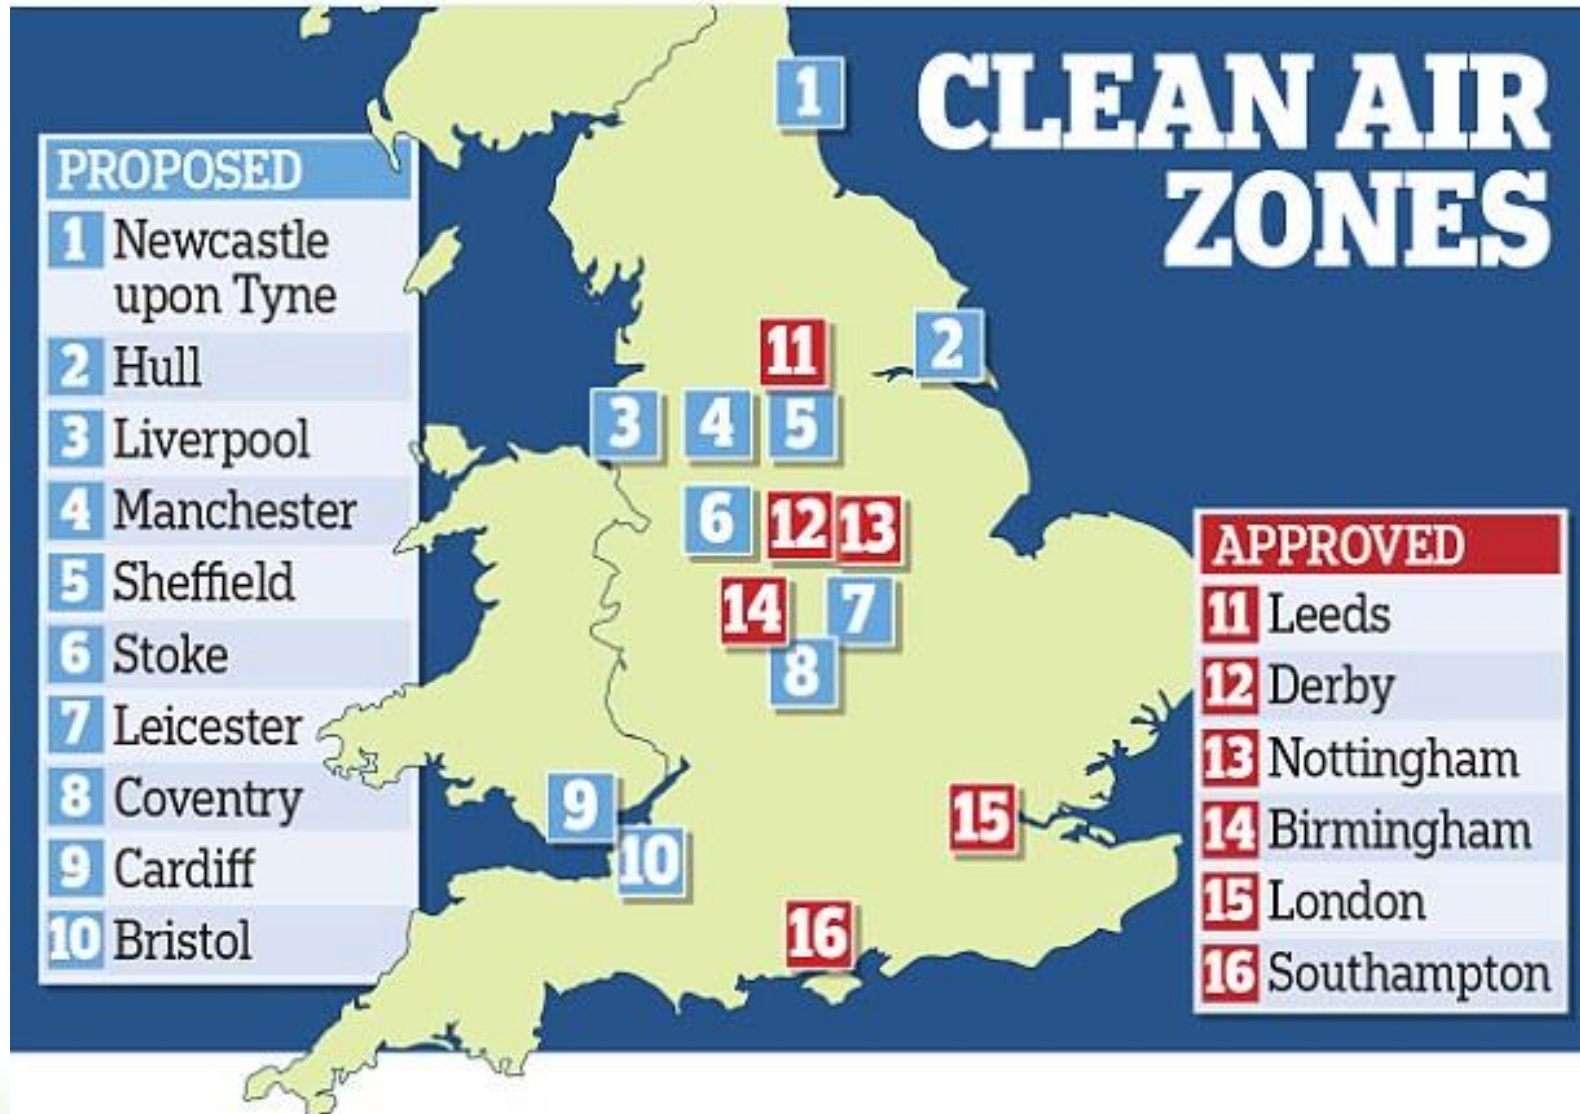 CLEAN AIR
ZONES
PROPOSED
1 Newcastle
upon Tyne
2 Hull
3 Liverpool
4 Manchester
5 Sheffield
6 Stoke
7 Leicester
8 Coventry
9 Cardiff
10 Bristol
1
11
2
3
4
5
6
12
13
14
7
8
9
10
15
16
APPROVED
11 Leeds
12 Derby
13 Nottingham
14 Birmingham
15 London
16 Southampton